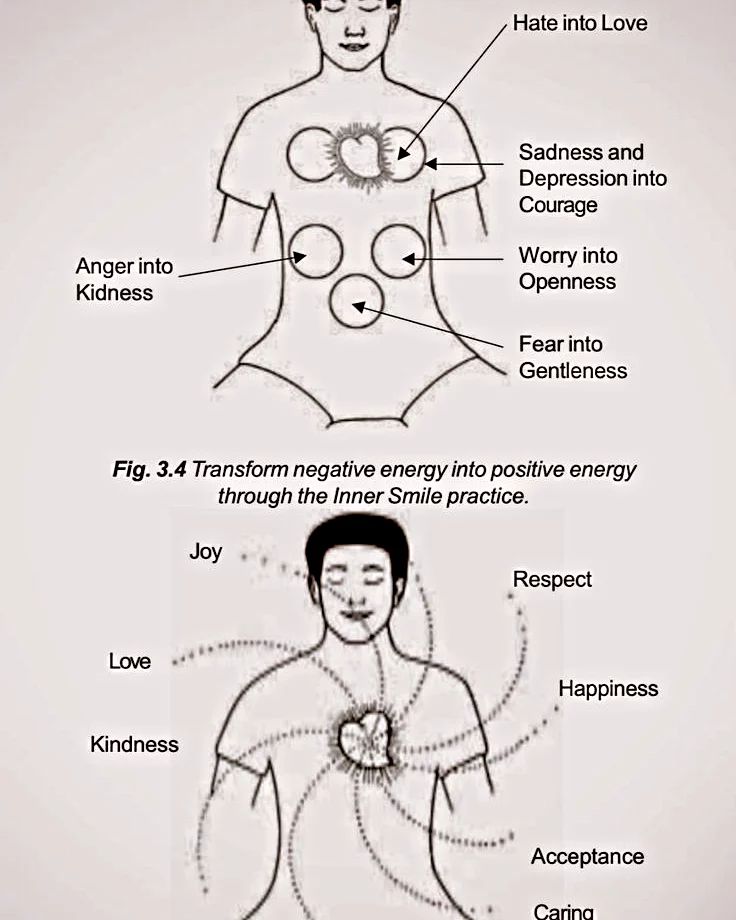 Hate into Love
Sadness and
Depression into
Courage
Anger into
Kidness
Worry into
Openness
Fear into
Gentleness
Fig. 3.4 Transform negative energy into positive energy
through the Inner Smile practice.
Joy
Respect
Love
Happiness
Kindness
Acceptance
Caring